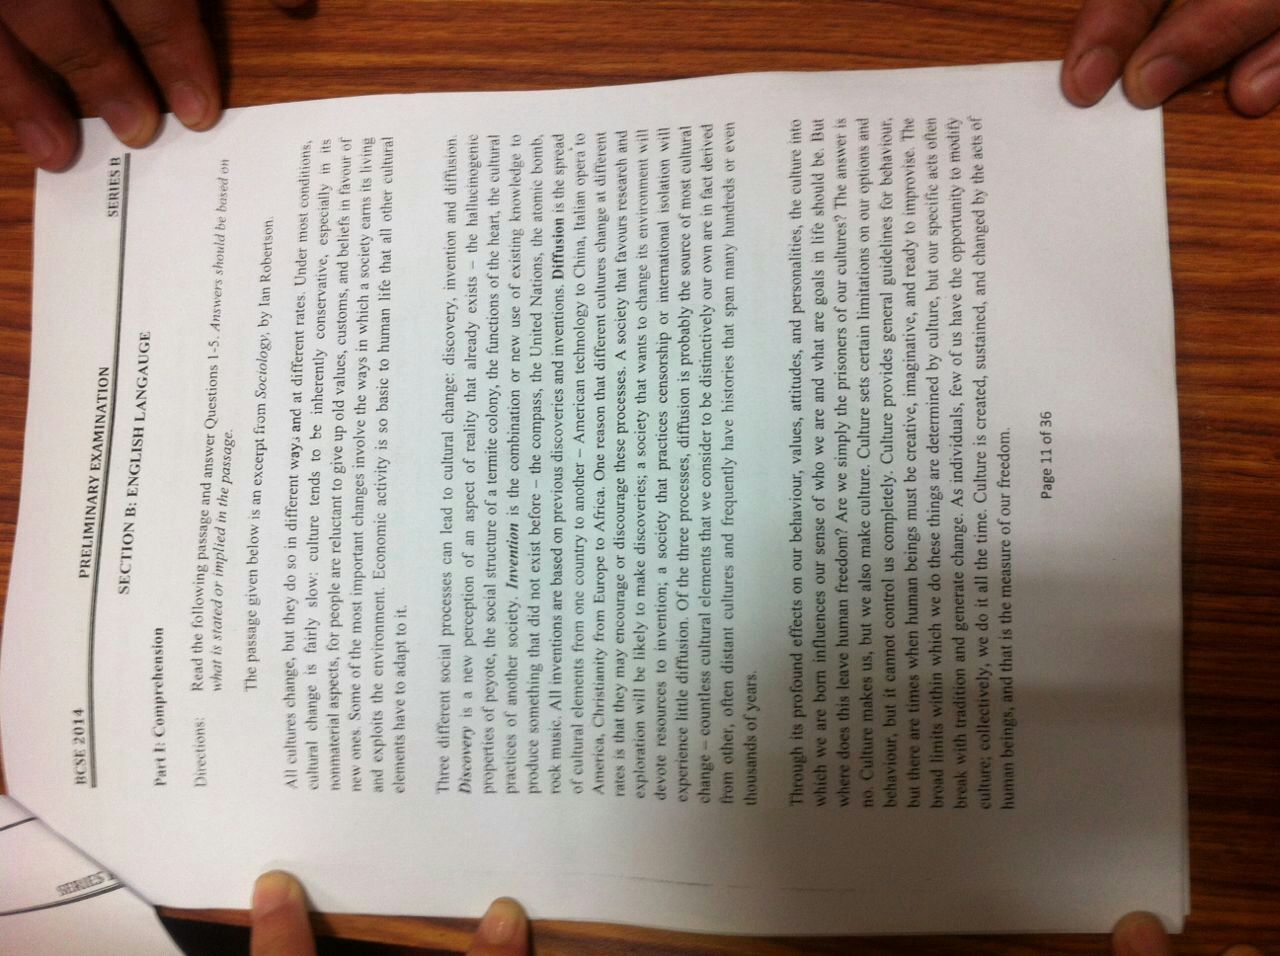 BCSE 2014 PRELIMINARY EXAMINATION SERIES B
SECTION B: ENGLISH LANGAUGE
Part I: Comprehension
Directions: Read the following passage and answer Questions 1-5. Answers should be based on
what is stated or implied in the passage.
The passage given below is an excerpt from Sociology, by Ian Robertson.
All cultures change, but they do so in different ways and at different rates. Under most conditions,
cultural change is fairly slow: culture tends to be inherently conservative, especially in its
nonmaterial aspects, for people are reluctant to give up old values, customs, and beliefs in favour of
new ones. Some of the most important changes involve the ways in which a society earns its living
and exploits the environment. Economic activity is so basic to human life that all other cultural
elements have to adapt to it.
Three different social processes can lead to cultural change: discovery, invention and diffusion.
Discovery is a new perception of an aspect of reality that already exists – the hallucinogenic
properties of peyote, the social structure of a termite colony, the functions of the heart, the cultural
practices of another society. Invention is the combination or new use of existing knowledge to
produce something that did not exist before – the compass, the United Nations, the atomic bomb,
rock music. All inventions are based on previous discoveries and inventions. Diffusion is the spread
of cultural elements from one country to another – American technology to China, Italian opera to
America, Christianity from Europe to Africa. One reason that different cultures change at different
rates is that they may encourage or discourage these processes. A society that favours research and
exploration will be likely to make discoveries; a society that wants to change its environment will
devote resources to invention; a society that practices censorship or international isolation will
experience little diffusion. Of the three processes, diffusion is probably the source of most cultural
change – countless cultural elements that we consider to be distinctively our own are in fact derived
from other, often distant cultures and frequently have histories that span many hundreds or even
thousands of years.
Through its profound effects on our behaviour, values, attitudes, and personalities, the culture into
which we are born influences our sense of who we are and what are goals in life should be. But
where does this leave human freedom? Are we simply the prisoners of our cultures? The answer is
no. Culture makes us, but we also make culture. Culture sets certain limitations on our options and
behaviour, but it cannot control us completely. Culture provides general guidelines for behaviour,
but there are times when human beings must be creative, imaginative, and ready to improvise. The
broad limits within which we do these things are determined by culture, but our specific acts often
break with tradition and generate change. As individuals, few of us have the opportunity to modify
culture; collectively, we do it all the time. Culture is created, sustained, and changed by the acts of
human beings, and that is the measure of our freedom.
Page 11 of 36